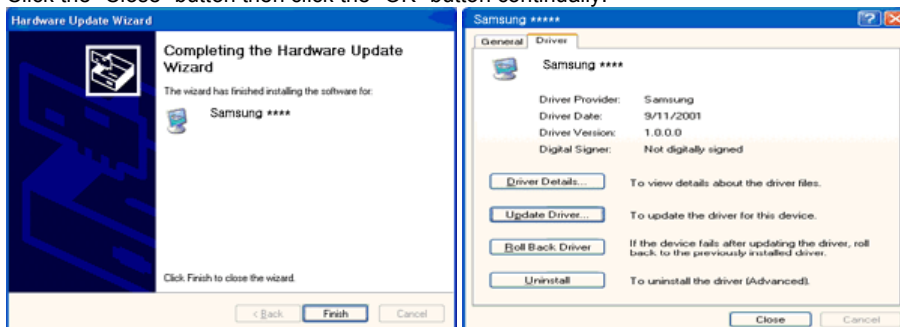 Click the "Close" button then click the "OK" button continually.
Hardware Update Wizard
Completing the Hardware Update
Wizard
The wizard has finished installing the software for:
Samsung ****
Click Finish to close the wizard.
< Back
Finish
Cancel
Samsung *****
General
Driver
Samsung ****
Driver Provider: Samsung
Driver Date: 9/11/2001
Driver Version: 1.0.0.0
Digital Signer: Not digitally signed
Driver Details... To view details about the driver files.
Update Driver... To update the driver for this device.
Roll Back Driver If the device fails after updating the driver, roll
back to the previously installed driver.
Uninstall To uninstall the driver (Advanced).
Close
Cancel